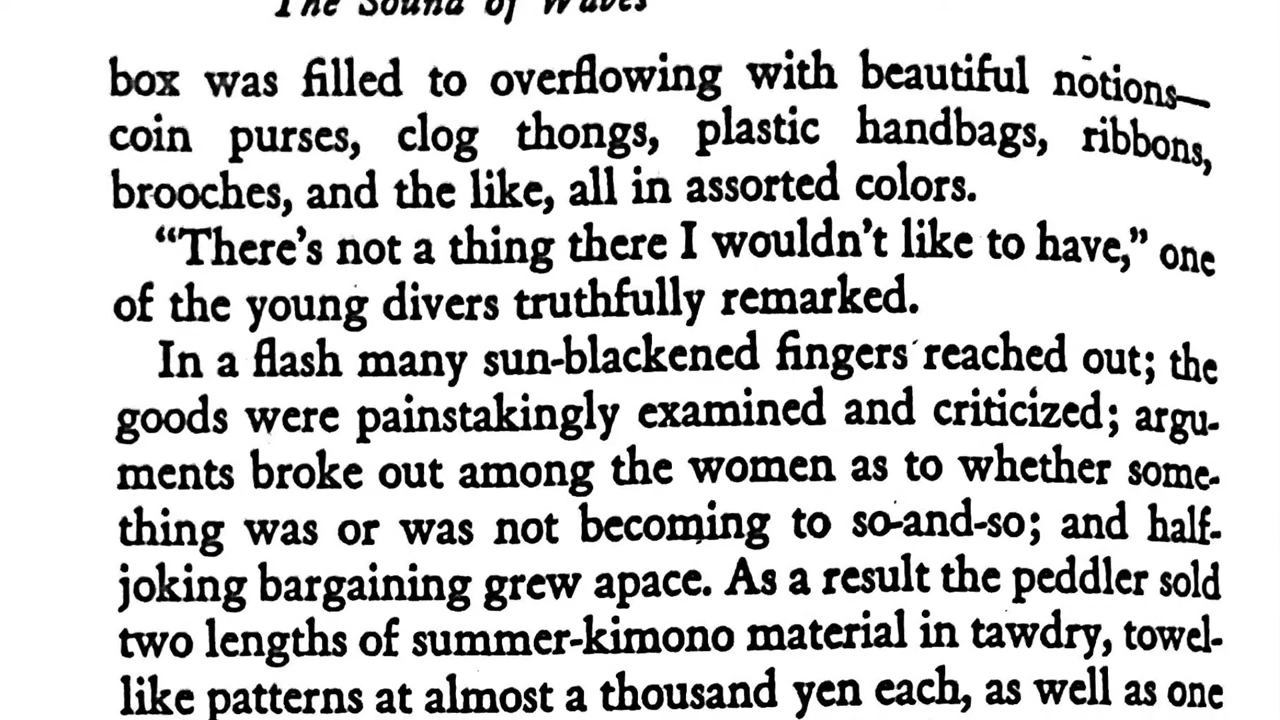 The Sound of Waves
box was filled to overflowing with beautiful notions—
coin purses, clog thongs, plastic handbags, ribbons,
brooches, and the like, all in assorted colors.
“There’s not a thing there I wouldn’t like to have,” one
of the young divers truthfully remarked.
In a flash many sun-blackened fingers reached out; the
goods were painstakingly examined and criticized; argu-
ments broke out among the women as to whether some-
thing was or was not becoming to so-and-so; and half-
joking bargaining grew apace. As a result the peddler sold
two lengths of summer-kimono material in tawdry, towel-
like patterns at almost a thousand yen each, as well as one